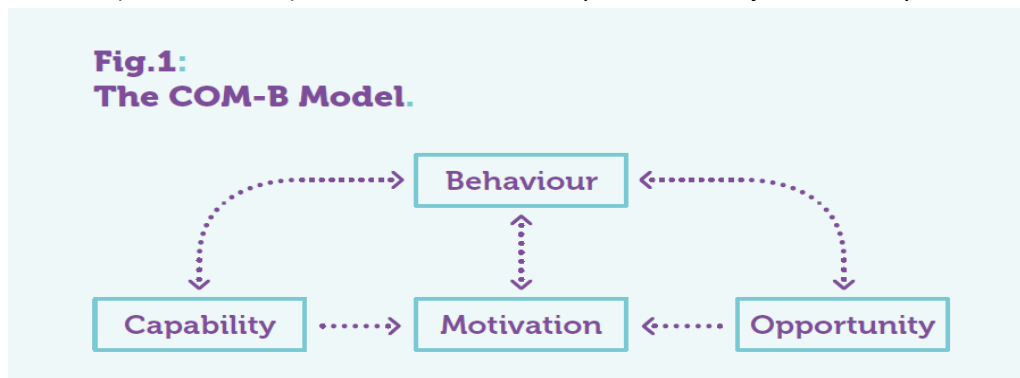 Fig.1:
The COM-B Model.
Behaviour
Capability
Motivation
Opportunity